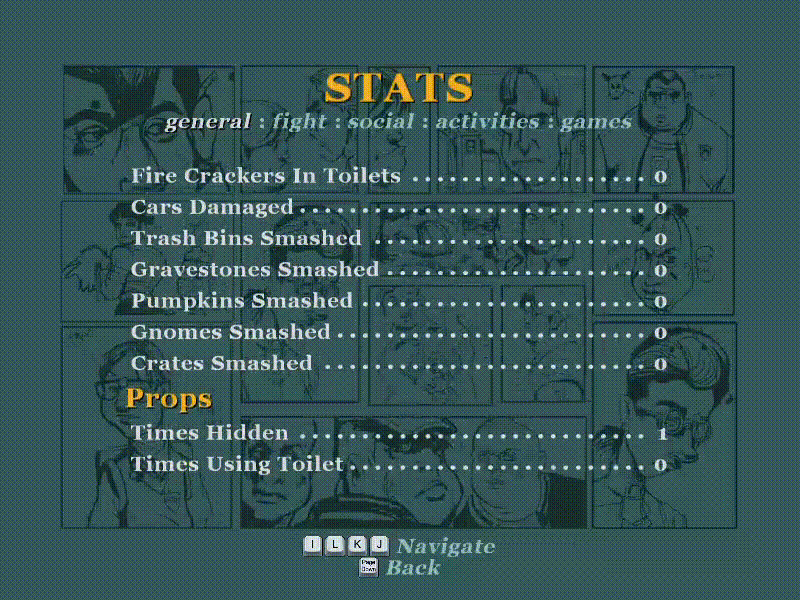 STATS
general : fight : social : activities : games
Fire Crackers In Toilets ................... 0
Cars Damaged ............................ 0
Trash Bins Smashed ...................... 0
Gravestones Smashed ..................... 0
Pumpkins Smashed ....................... 0
Gnomes Smashed ......................... 0
Crates Smashed .......................... 0
Props
Times Hidden ............................ 1
Times Using Toilet ........................ 0
I L K J Navigate
Page Down Back